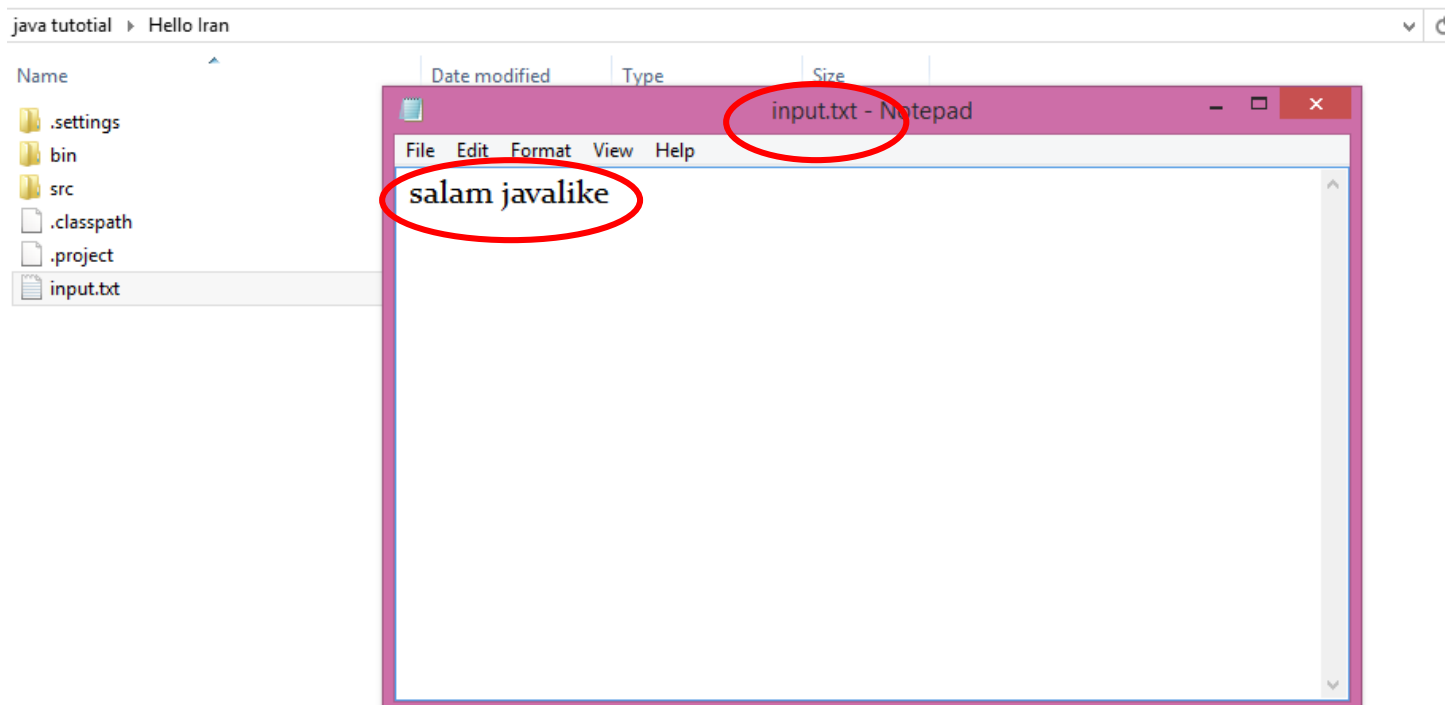 java tutotial Hello Iran
Name Date modified Type Size
.settings
bin
src
.classpath
.project
input.txt
input.txt - Notepad
File Edit Format View Help
salam javalike